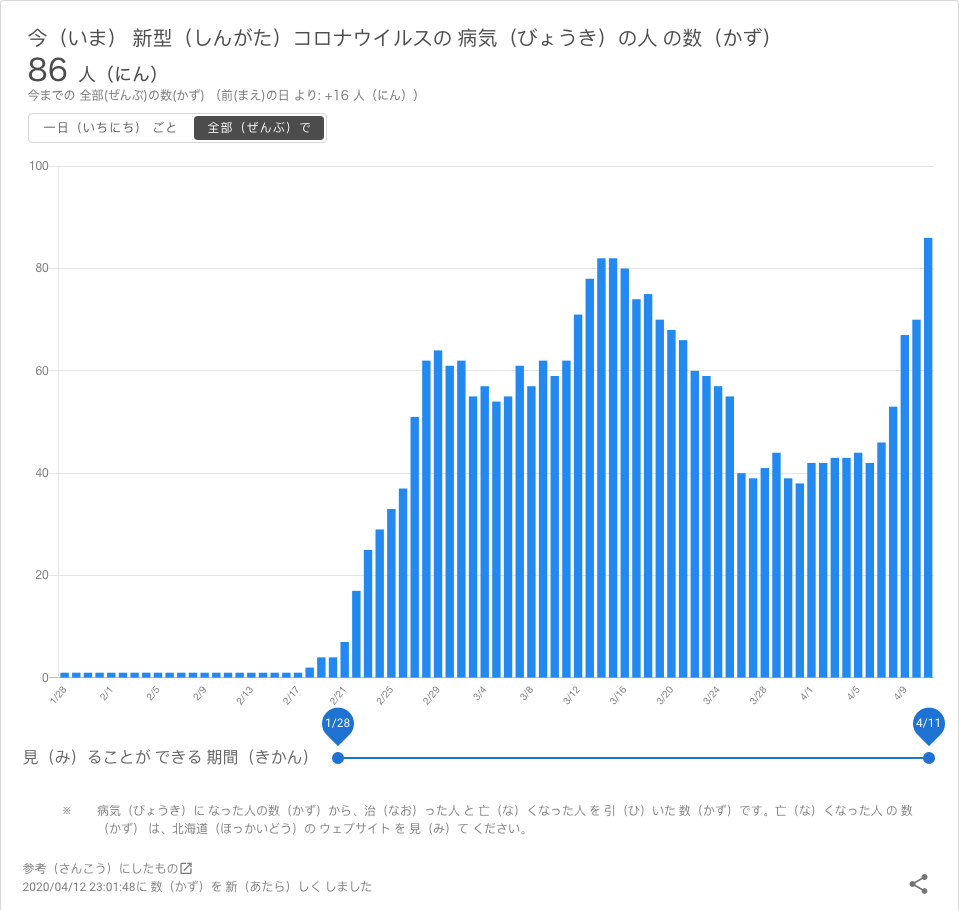 今（いま） 新型（しんがた）コロナウイルスの 病気（びょうき）の人 の数（かず）
86 人（にん）
今までの 全部(ぜんぶ)の数(かず) （前(まえ)の日 より: +16 人（にん））
一日（いちにち） ごと 全部（ぜんぶ）で
100
80
60
40
20
0
1/28 2/1 2/5 2/9 2/13 2/17 2/21 2/25 2/29 3/4 3/8 3/12 3/16 3/20 3/24 3/28 4/1 4/5 4/9
1/28 4/11
見（み）ることが できる 期間（きかん）
※ 病気（びょうき）に なった人の数（かず）から、治（なお）った人 と 亡（な）くなった人 を 引（ひ）いた 数（かず）です。亡（な）くなった人 の 数
（かず） は、北海道（ほっかいどう）の ウェブサイト を 見（み）て ください。
参考（さんこう）にしたもの
2020/04/12 23:01:48に 数（かず）を 新（あたら）しく しました